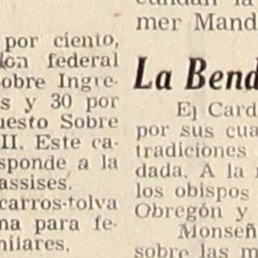 por ciento,
ion federal
obre Ingre-
s y 30 por
uesto Sobre
II. Este ca-
sponde a la
assises.
carros-tolva
na para fe-
milares.
mer Mand
La Bend
El Card
por sus cua
tradiciones
dada. A la
los obispos
Obregón y
Monseñ
sobre las m